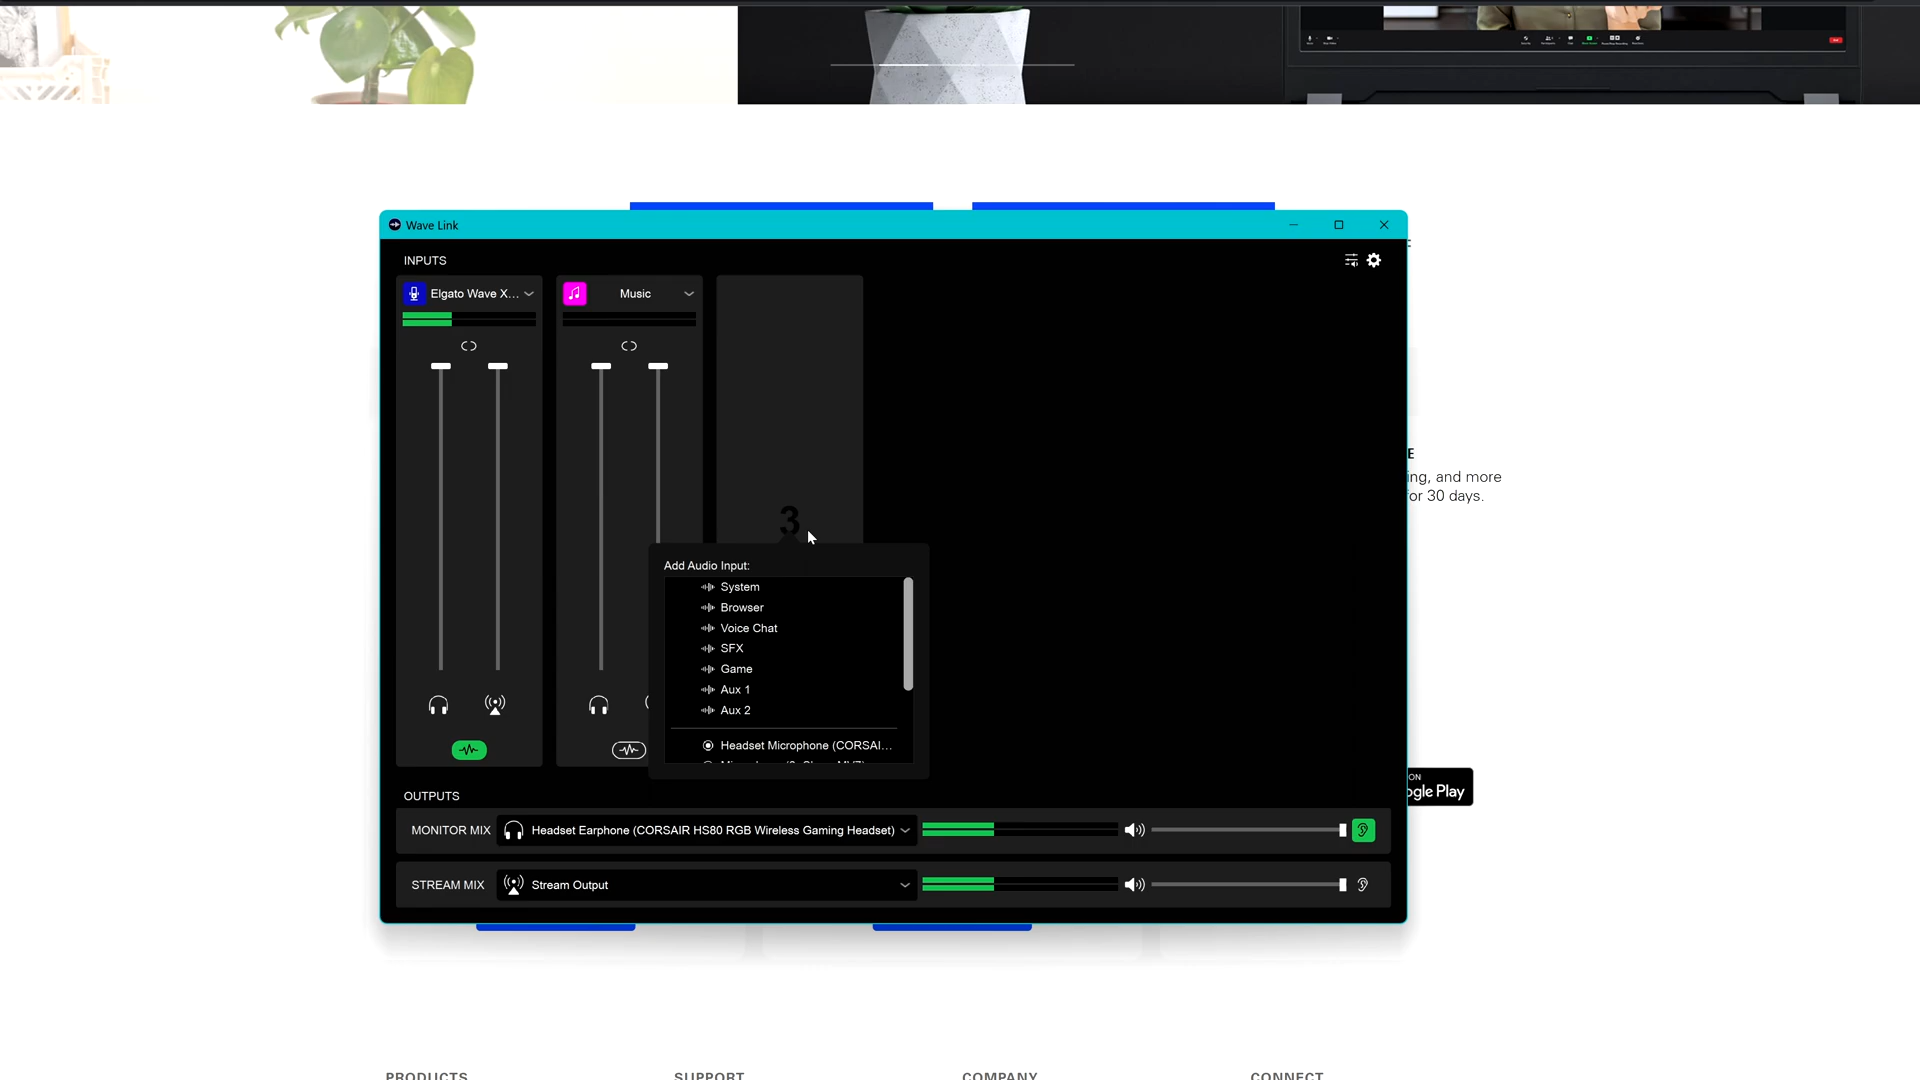 Wave Link
INPUTS
Elgato Wave X...
Music
3
Add Audio Input:
System
Browser
Voice Chat
SFX
Game
Aux 1
Aux 2
Headset Microphone (CORSAI...
OUTPUTS
MONITOR MIX
Headset Earphone (CORSAIR HS80 RGB Wireless Gaming Headset)
STREAM MIX
Stream Output
E
ing, and more
for 30 days.
ON
ogle Play
PRODUCTS
SUPPORT
COMPANY
CONNECT